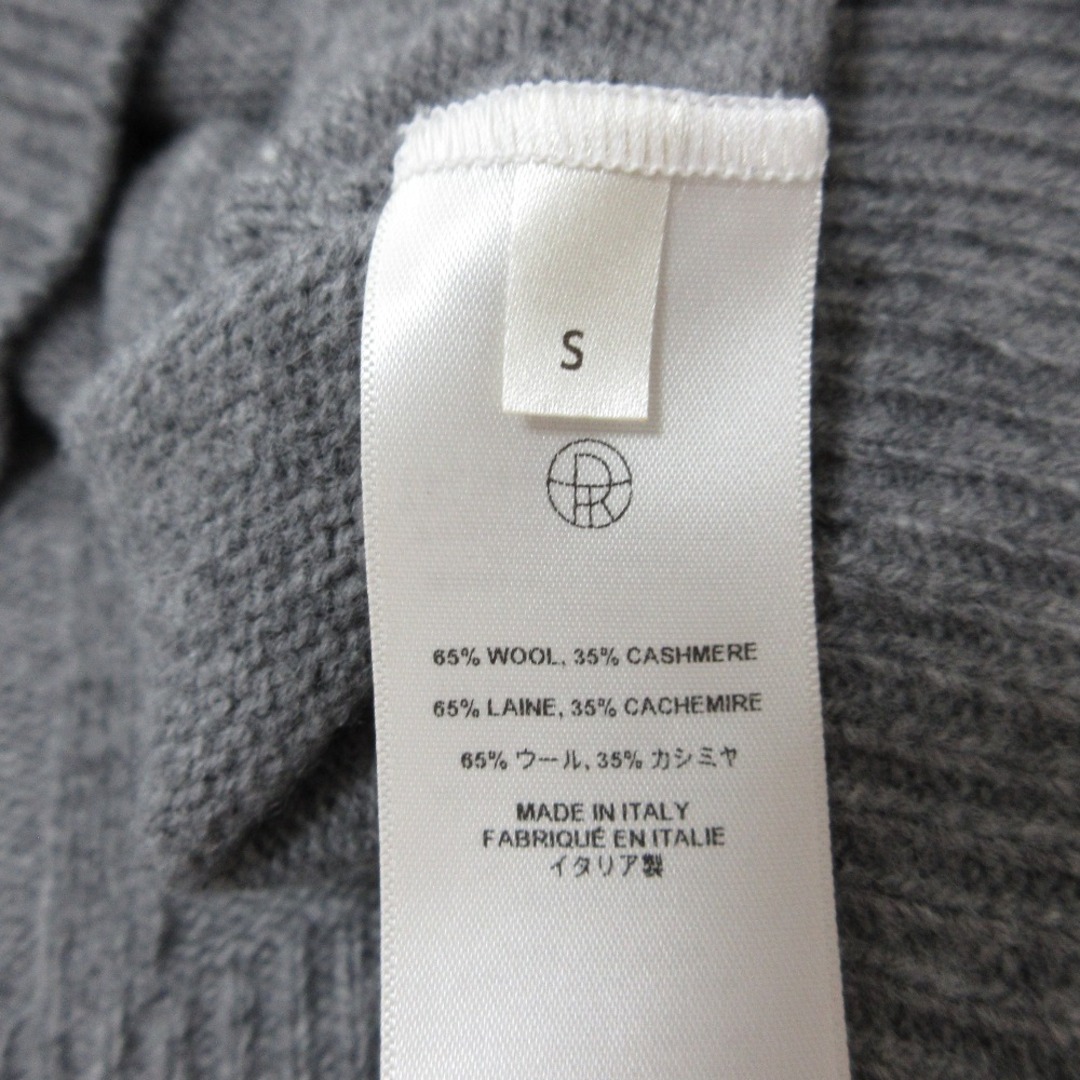 S
65% WOOL, 35% CASHMERE
65% LAINE, 35% CACHEMIRE
65% ウール, 35% カシミヤ
MADE IN ITALY
FABRIQUÉ EN ITALIE
イタリア製